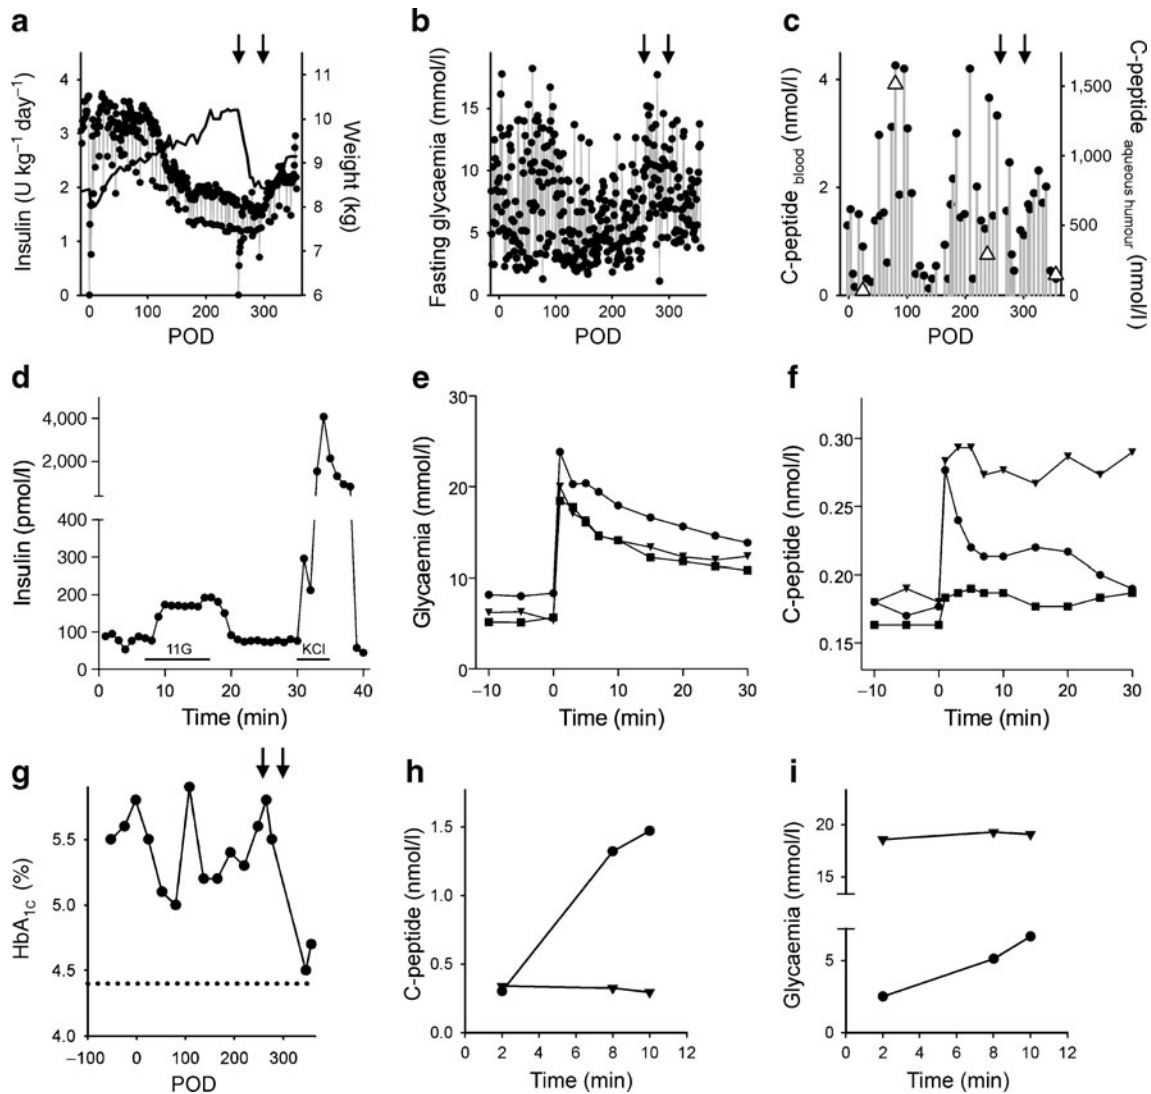 a
Insulin (U kg⁻¹ day⁻¹)
4
3
2
1
0
0 100 200 300
POD
11
10
9
8
7
6
Weight (kg)
b
Fasting glycaemia (mmol/l)
15
10
5
0
0 100 200 300
POD
c
C-peptide blood (nmol/l)
4
2
0
0 100 200 300
POD
1,500
1,000
500
0
C-peptide aqueous humour (nmol/l)
d
Insulin (pmol/l)
4,000
2,000
400
300
200
100
0
11G
KCl
0 10 20 30 40
Time (min)
e
Glycaemia (mmol/l)
30
20
10
0
−10 0 10 20 30
Time (min)
f
C-peptide (nmol/l)
0.30
0.25
0.20
0.15
−10 0 10 20 30
Time (min)
g
HbA1c (%)
5.5
5.0
4.5
4.0
−100 0 100 200 300
POD
h
C-peptide (nmol/l)
1.5
1.0
0.5
0.0
0 2 4 6 8 10 12
Time (min)
i
Glycaemia (mmol/l)
20
15
5
0
0 2 4 6 8 10 12
Time (min)